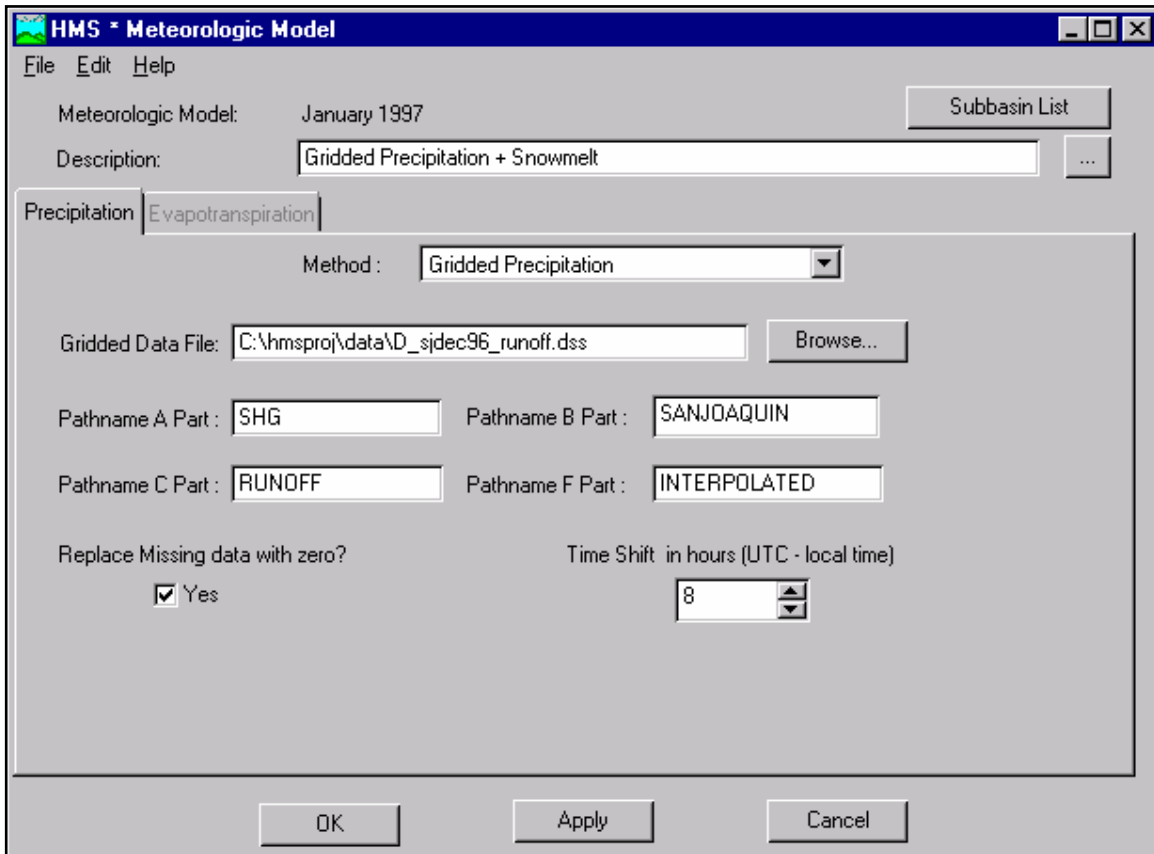 HMS * Meteorologic Model
File Edit Help
Meteorologic Model: January 1997 Subbasin List
Description: Gridded Precipitation + Snowmelt ...
Precipitation Evapotranspiration
Method : Gridded Precipitation
Gridded Data File: C:\hmsproj\data\D_sjdec96_runoff.dss Browse...
Pathname A Part : SHG Pathname B Part : SANJOAQUIN
Pathname C Part : RUNOFF Pathname F Part : INTERPOLATED
Replace Missing data with zero? Time Shift in hours (UTC - local time)
Yes 8
OK Apply Cancel